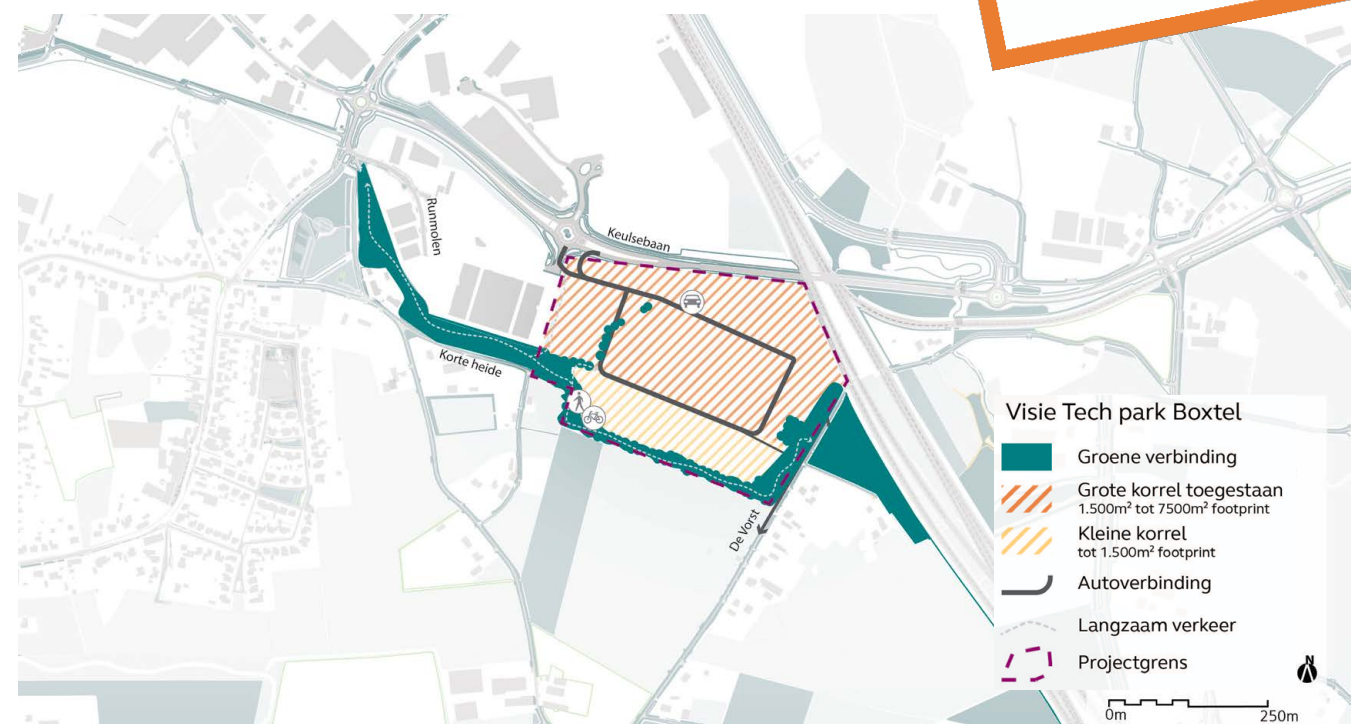 Keulsebaan
Runmolen
Korte heide
De Vorst
Visie Tech park Boxtel
Groene verbinding
Grote korrel toegestaan
1.500m² tot 7500m² footprint
Kleine korrel
tot 1.500m² footprint
Autoverbinding
Langzaam verkeer
Projectgrens
N
0m 250m